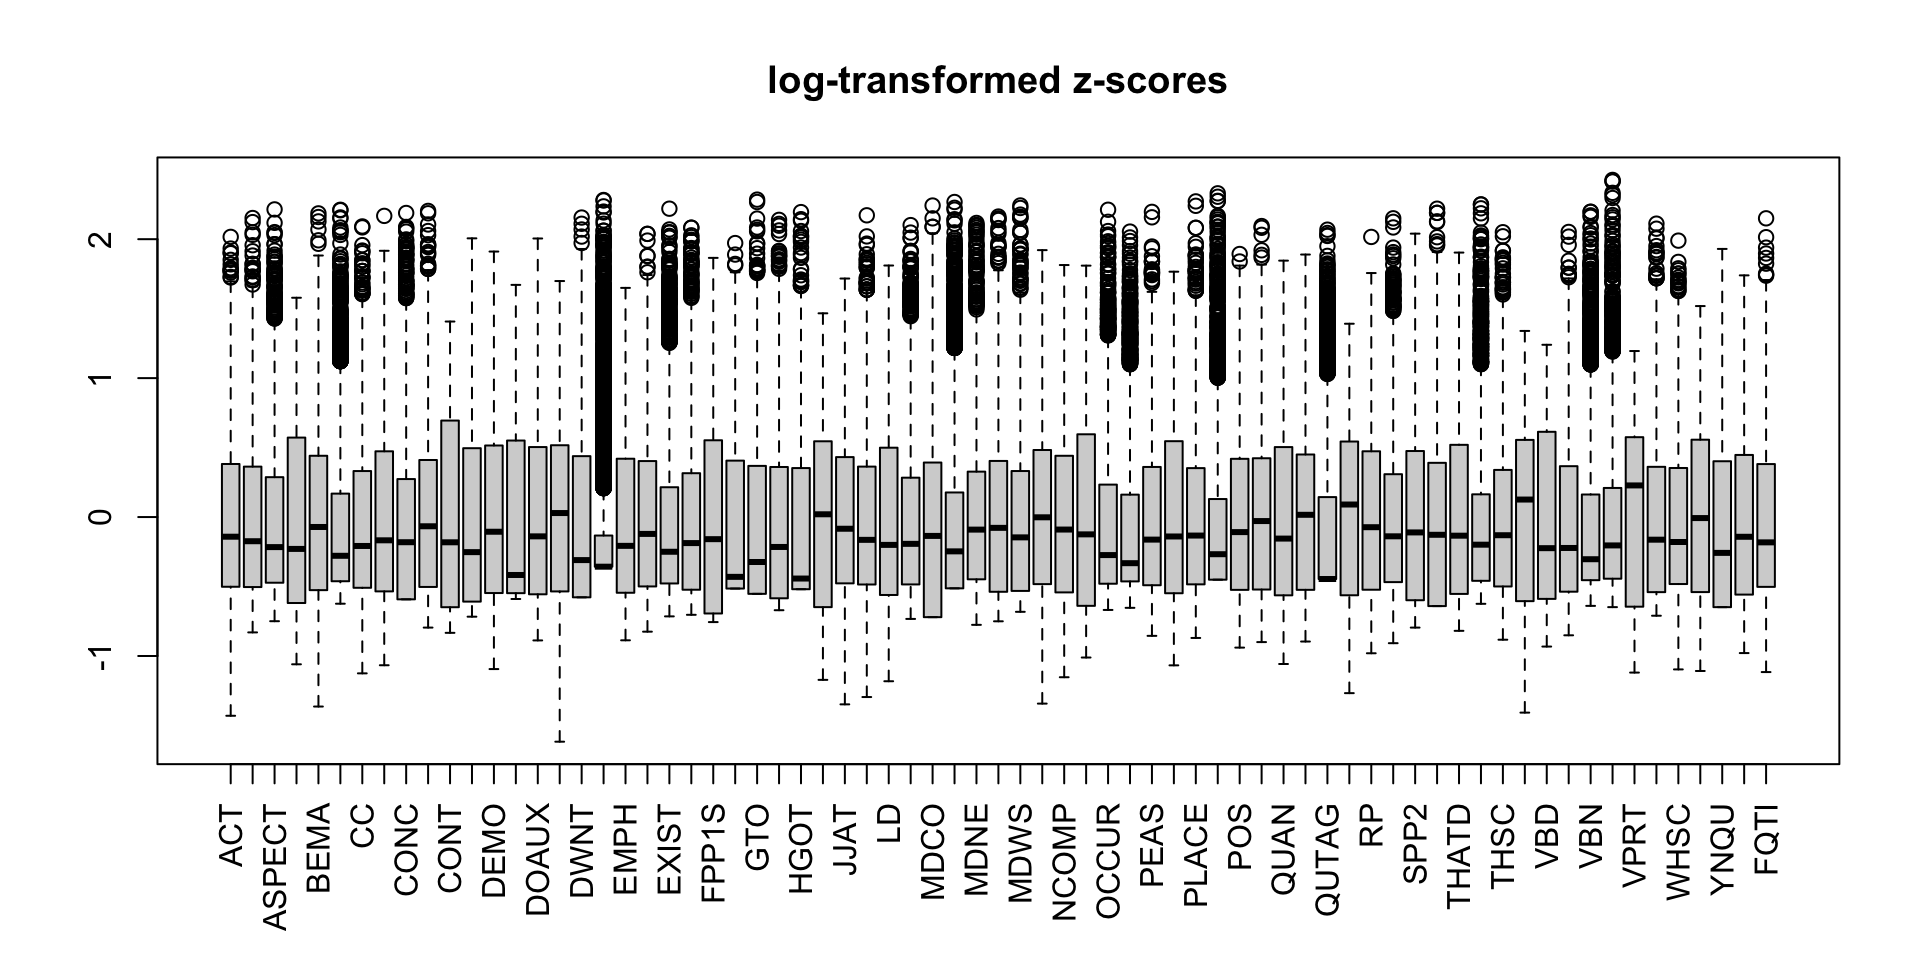 log-transformed z-scores
2
1
0
-1
ACT
ASPECT
BEMA
CC
CONC
CONT
DEMO
DOAUX
DWNT
EMPH
EXIST
FPP1S
GTO
HGOT
JJAT
LD
MDCO
MDNE
MDWS
NCOMP
OCCUR
PEAS
PLACE
POS
QUAN
QUTAG
RP
SPP2
THATD
THSC
VBD
VBN
VPRT
WHSC
YNQU
FQTI